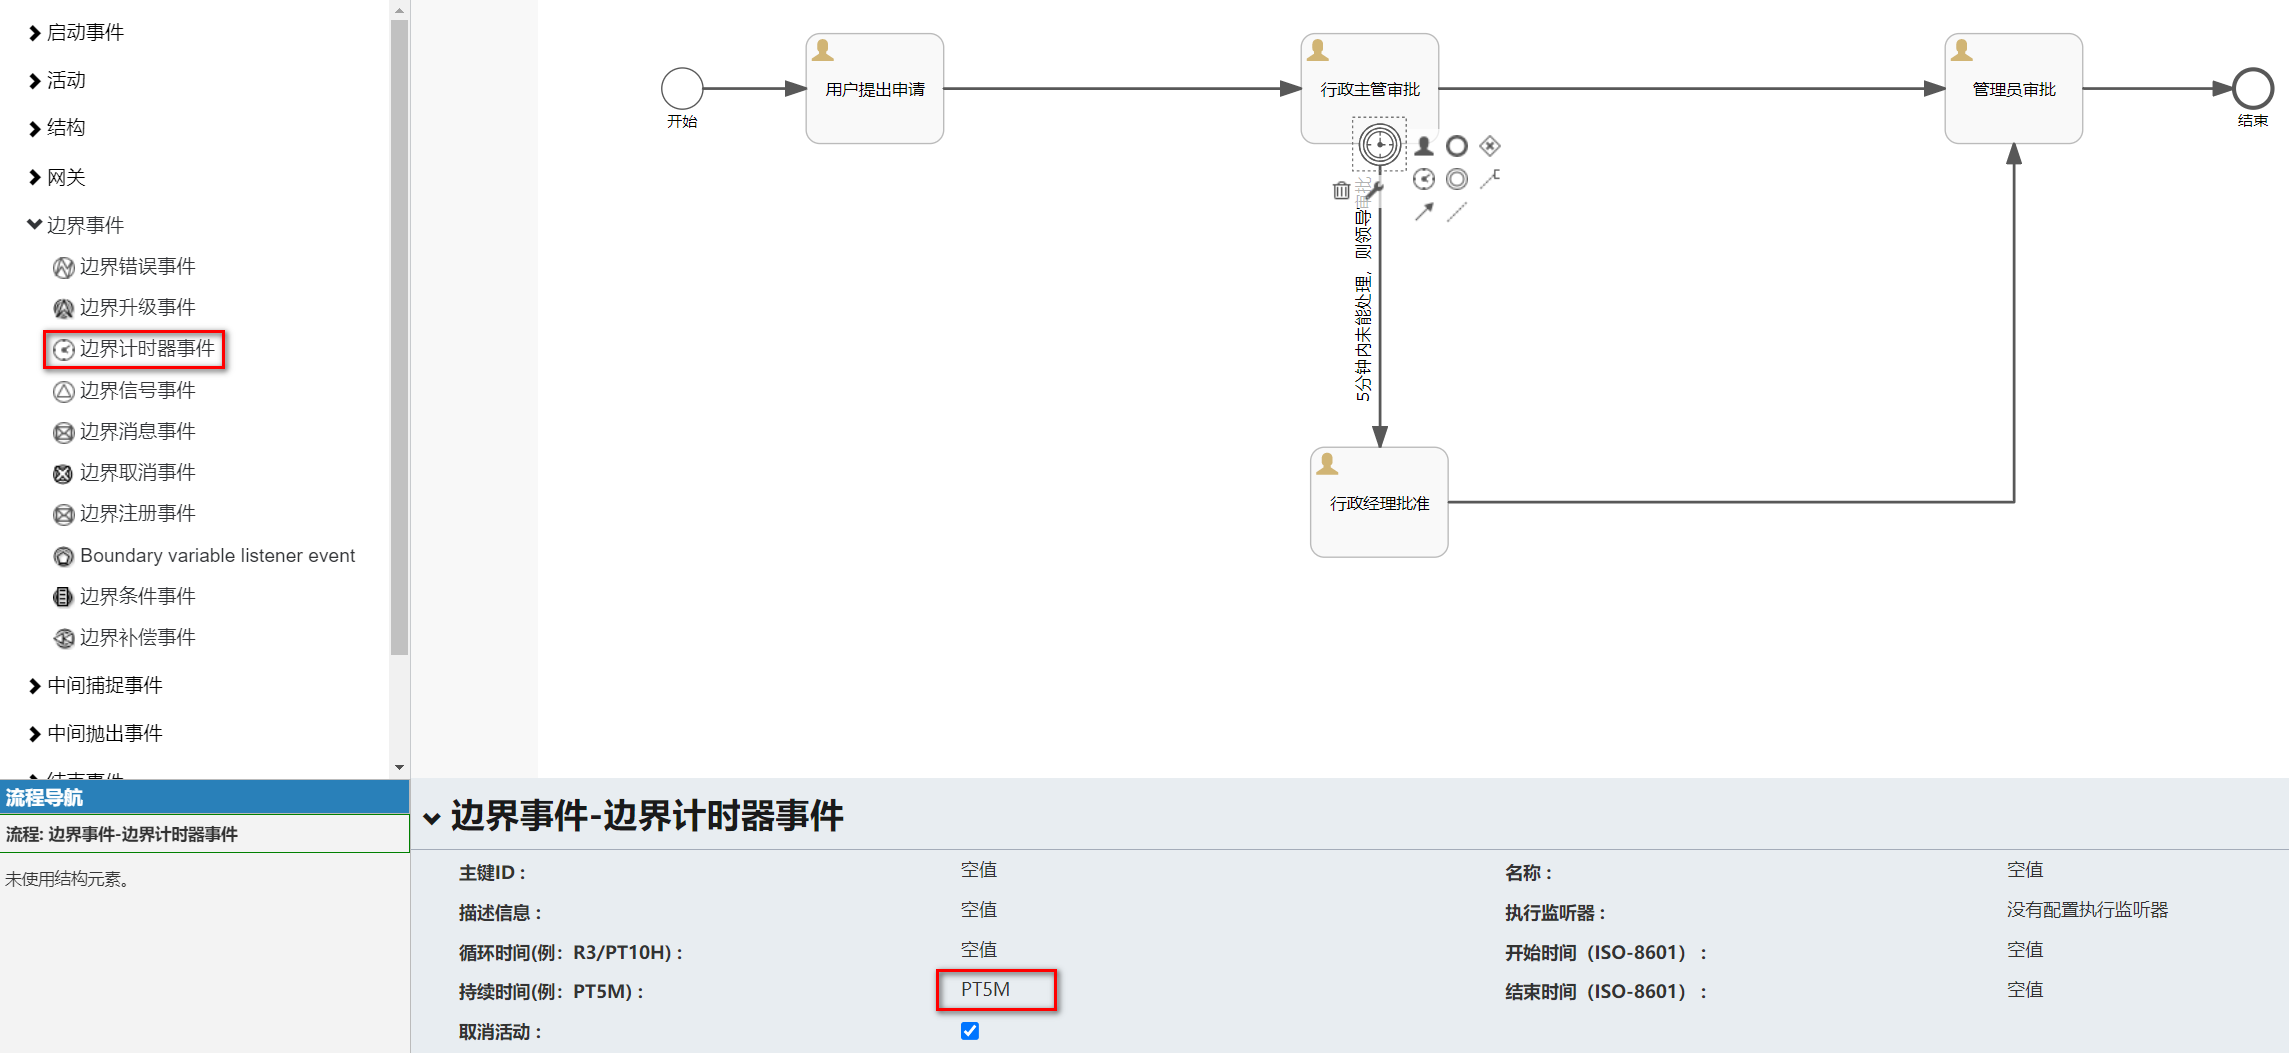 启动事件
活动
结构
网关
边界事件
边界错误事件
边界升级事件
边界计时器事件
边界信号事件
边界消息事件
边界取消事件
边界注册事件
Boundary variable listener event
边界条件事件
边界补偿事件
中间捕捉事件
中间抛出事件
结束事件
开始
用户提出申请
行政主管审批
管理员审批
结束
5分钟内未能处理，则领导审批
行政经理批准
流程导航
流程: 边界事件-边界计时器事件
未使用结构元素。
边界事件-边界计时器事件
主键ID : 空值 名称 : 空值
描述信息 : 空值 执行监听器 : 没有配置执行监听器
循环时间(例：R3/PT10H) : 空值 开始时间（ISO-8601） : 空值
持续时间(例：PT5M) : PT5M 结束时间（ISO-8601） : 空值
取消活动 :